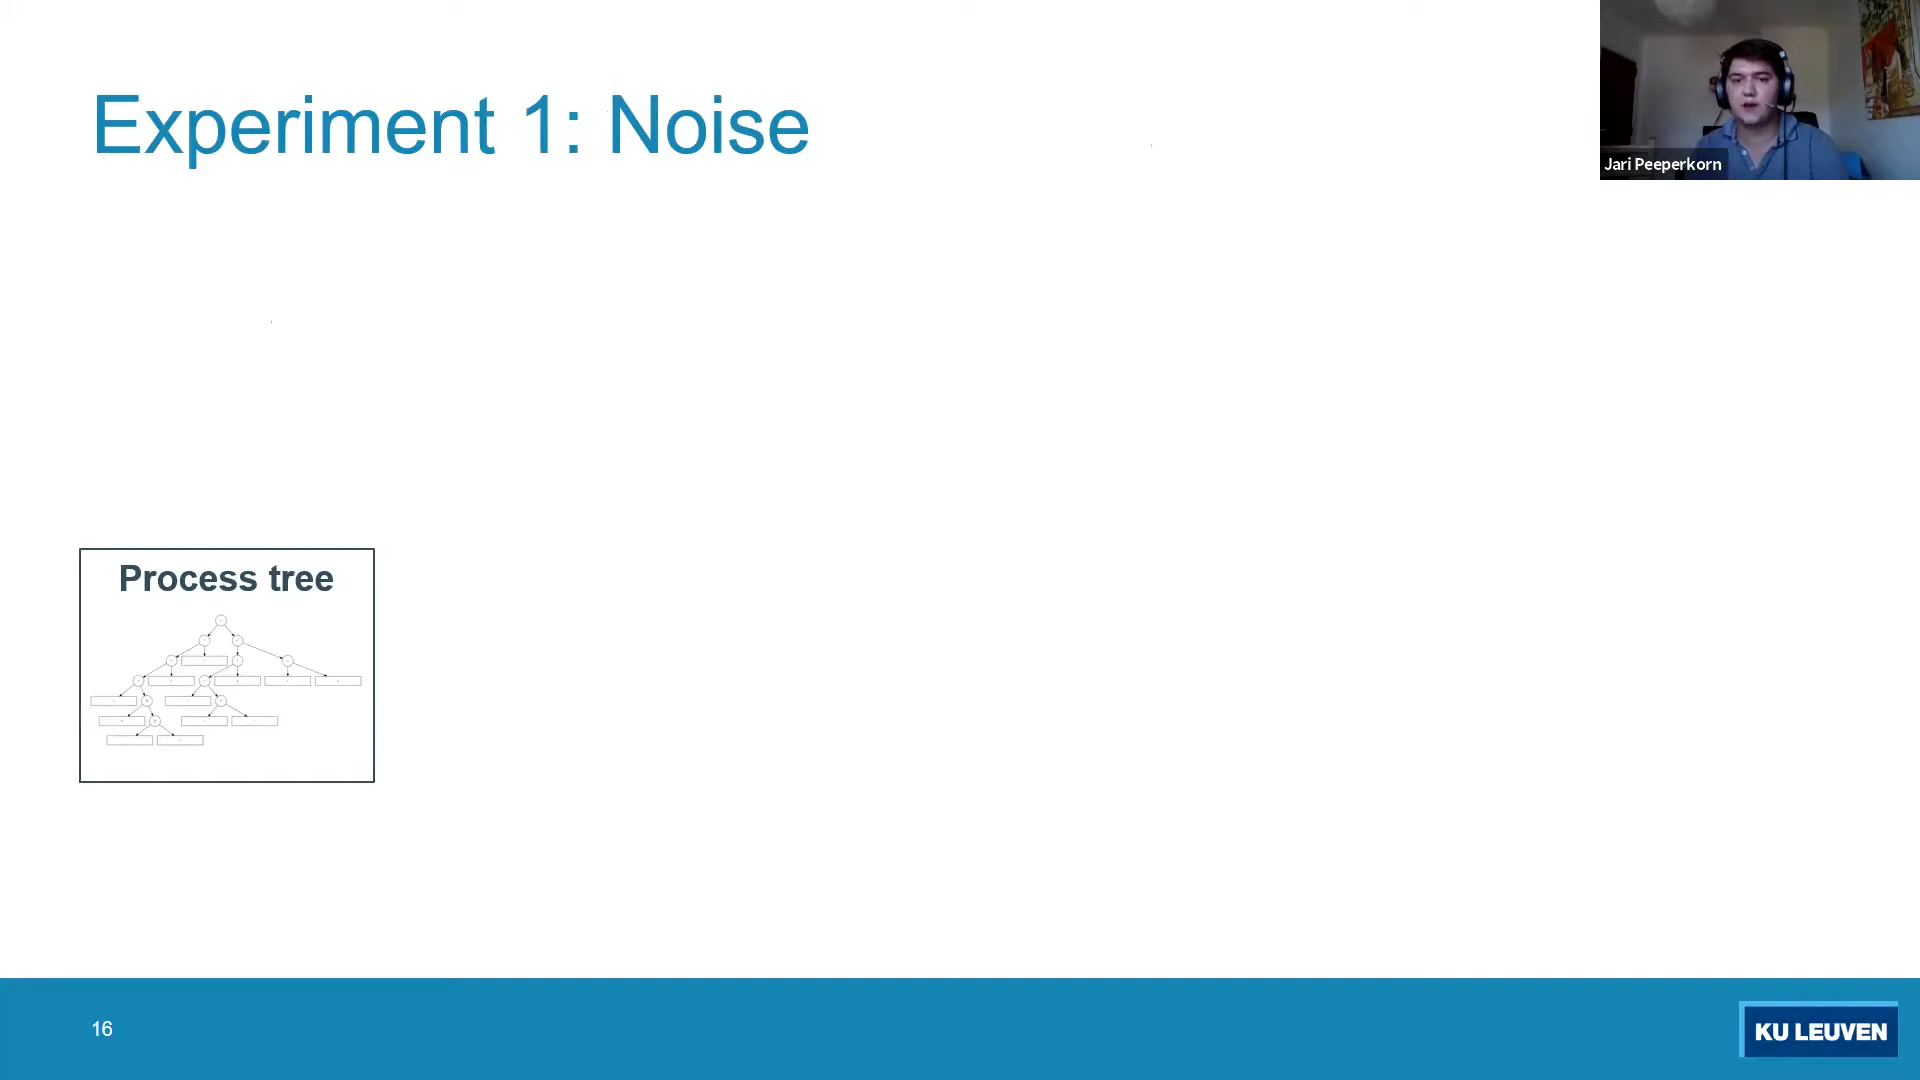 Experiment 1: Noise
Jari Peeperkorn
Process tree
16
KU LEUVEN